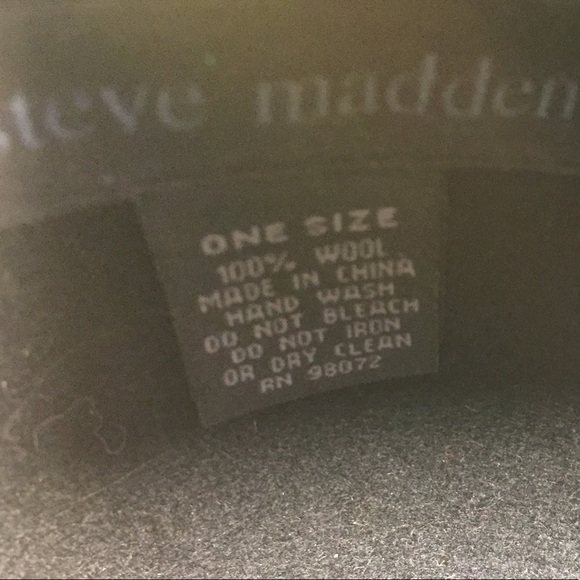 steve madden
ONE SIZE
100% WOOL
MADE IN CHINA
HAND WASH
DO NOT BLEACH
DO NOT IRON
OR DRY CLEAN
RN 98072